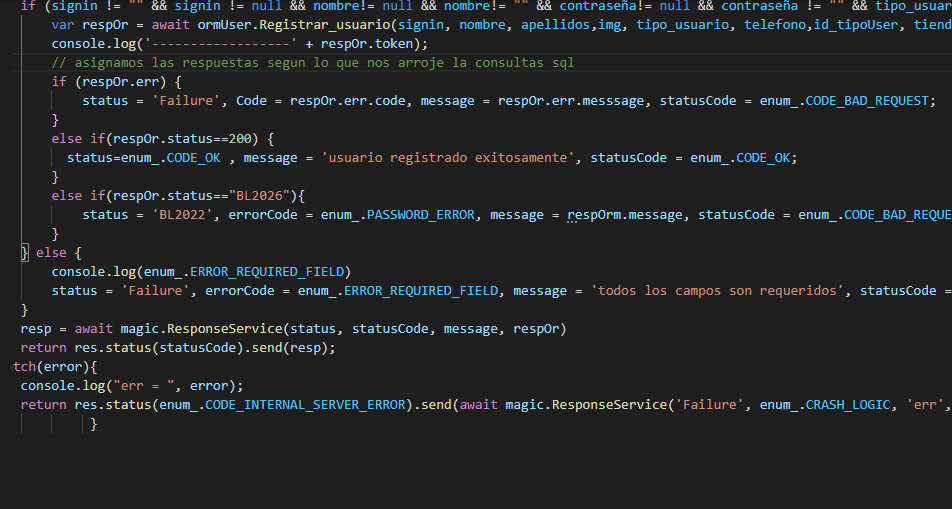 if (signin != "" && signin != null && nombre!= null && nombre!= "" && contraseña!= null && contraseña != "" && tipo_usuar
var respOr = await ormUser.Registrar_usuario(signin, nombre, apellidos,img, tipo_usuario, telefono,id_tipoUser, tiend
console.log('------------------' + respOr.token);
// asignamos las respuestas segun lo que nos arroje la consultas sql
if (respOr.err) {
status = 'Failure', Code = respOr.err.code, message = respOr.err.messsage, statusCode = enum_.CODE_BAD_REQUEST;
}
else if(respOr.status==200) {
status=enum_.CODE_OK , message = 'usuario registrado exitosamente', statusCode = enum_.CODE_OK;
}
else if(respOr.status=="BL2026"){
status = 'BL2022', errorCode = enum_.PASSWORD_ERROR, message = respOrm.message, statusCode = enum_.CODE_BAD_REQUE
}
} else {
console.log(enum_.ERROR_REQUIRED_FIELD)
status = 'Failure', errorCode = enum_.ERROR_REQUIRED_FIELD, message = 'todos los campos son requeridos', statusCode =
}
resp = await magic.ResponseService(status, statusCode, message, respOr)
return res.status(statusCode).send(resp);
tch(error){
console.log("err = ", error);
return res.status(enum_.CODE_INTERNAL_SERVER_ERROR).send(await magic.ResponseService('Failure', enum_.CRASH_LOGIC, 'err',
}